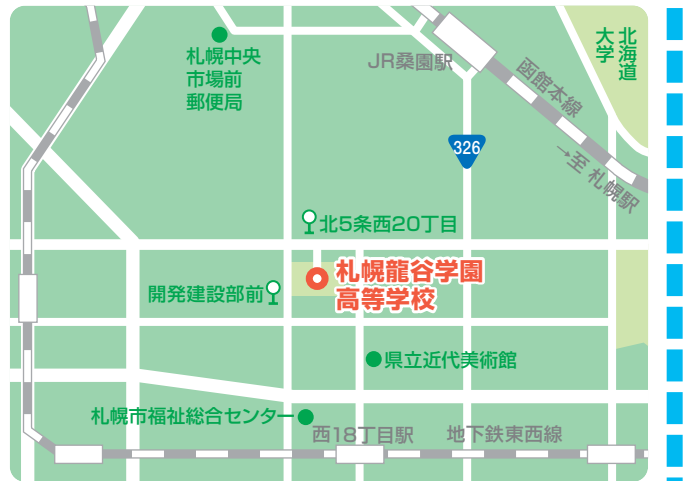 北海道
大学
札幌中央
市場前
郵便局
JR桑園駅
函館本線
→至 札幌駅
326
北5条西20丁目
札幌龍谷学園
高等学校
開発建設部前
県立近代美術館
札幌市福祉総合センター
西18丁目駅
地下鉄東西線